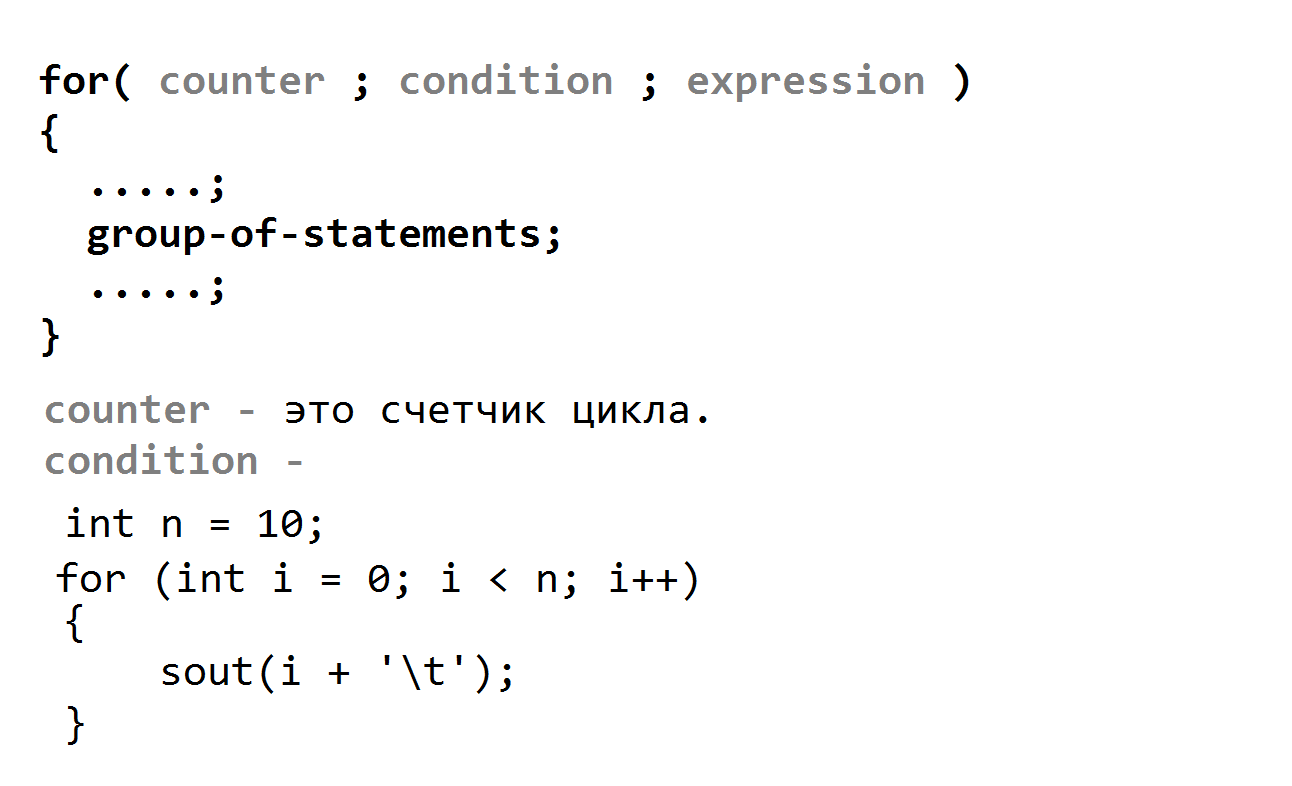 for( counter ; condition ; expression )
{
.....;
group-of-statements;
.....;
}
counter - это счетчик цикла.
condition -
int n = 10;
for (int i = 0; i < n; i++)
{
sout(i + '\t');
}